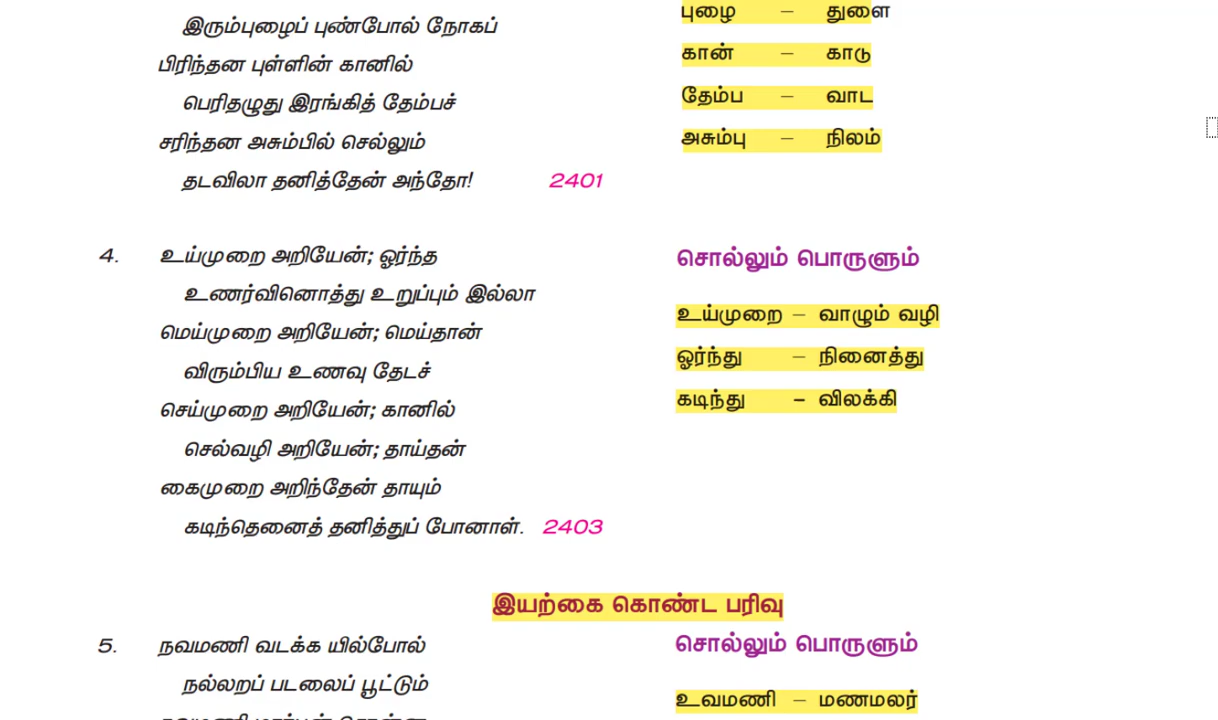 இரும்புழைப் புண்போல் நோகப்
பிரிந்தன புள்ளின் கானில்
பெரிதழுது இரங்கித் தேம்பச்
சரிந்தன அசும்பில் செல்லும்
தடவிலா தனித்தேன் அந்தோ! 2401
புழை – துளை
கான் – காடு
தேம்ப – வாட
அசும்பு – நிலம்
4. உய்முறை அறியேன்; ஓர்ந்த
உணர்வினொத்து உறுப்பும் இல்லா
மெய்முறை அறியேன்; மெய்தான்
விரும்பிய உணவு தேடச்
செய்முறை அறியேன்; கானில்
செல்வழி அறியேன்; தாய்தன்
கைமுறை அறிந்தேன் தாயும்
கடிந்தெனைத் தனித்துப் போனாள். 2403
சொல்லும் பொருளும்
உய்முறை – வாழும் வழி
ஓர்ந்து – நினைத்து
கடிந்து – விலக்கி
இயற்கை கொண்ட பரிவு
5. நவமணி வடக்க யில்போல்
நல்லறப் படலைப் பூட்டும்
சொல்லும் பொருளும்
உவமணி – மணமலர்